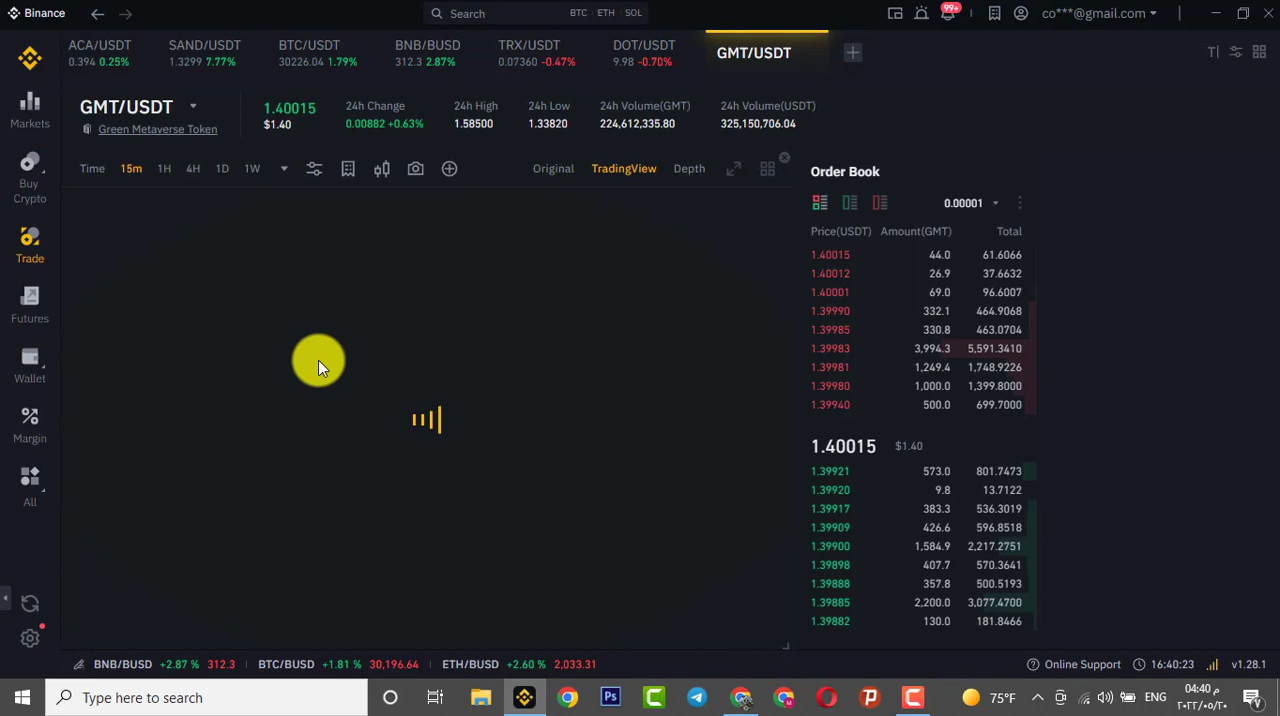 Binance
Search
BTC ETH SOL
99+
co***@gmail.com
ACA/USDT
0.394 0.25%
SAND/USDT
1.3299 7.77%
BTC/USDT
30226.04 1.79%
BNB/BUSD
312.3 2.87%
TRX/USDT
0.07360 -0.47%
DOT/USDT
9.98 -0.70%
GMT/USDT
GMT/USDT
Green Metaverse Token
1.40015
$1.40
24h Change
0.00882 +0.63%
24h High
1.58500
24h Low
1.33820
24h Volume(GMT)
224,612,335.80
24h Volume(USDT)
325,150,706.04
Markets
Buy
Crypto
Trade
Futures
Wallet
Margin
All
Time 15m 1H 4H 1D 1W
Original TradingView Depth
Order Book
0.00001
Price(USDT) Amount(GMT) Total
1.40015 44.0 61.6066
1.40012 26.9 37.6632
1.40001 69.0 96.6007
1.39990 332.1 464.9068
1.39985 330.8 463.0704
1.39983 3,994.3 5,591.3410
1.39981 1,249.4 1,748.9226
1.39980 1,000.0 1,399.8000
1.39940 500.0 699.7000
1.40015 $1.40
1.39921 573.0 801.7473
1.39920 9.8 13.7122
1.39917 383.3 536.3019
1.39909 426.6 596.8518
1.39900 1,584.9 2,217.2751
1.39898 407.7 570.3641
1.39888 357.8 500.5193
1.39885 2,200.0 3,077.4700
1.39882 130.0 181.8466
BNB/BUSD +2.87 % 312.3 BTC/BUSD +1.81 % 30,196.64 ETH/BUSD +2.60 % 2,033.31
Online Support 16:40:23 v1.28.1
Type here to search
Ps
75°F
ENG
04:40 م